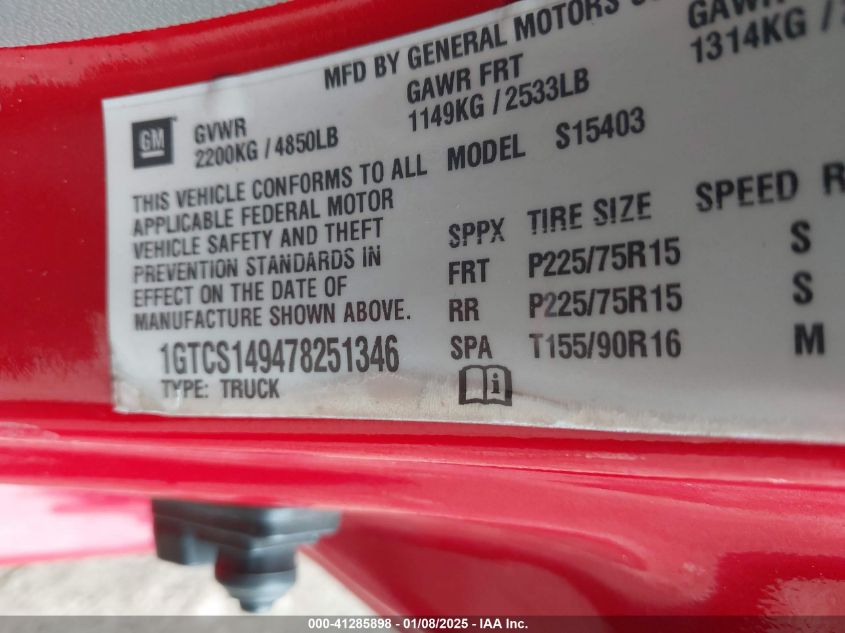 MFD BY GENERAL MOTORS
GM
GVWR
2200KG / 4850LB
GAWR FRT
1149KG / 2533LB
GAWR
1314KG /
MODEL S15403
THIS VEHICLE CONFORMS TO ALL
APPLICABLE FEDERAL MOTOR
VEHICLE SAFETY AND THEFT
PREVENTION STANDARDS IN
EFFECT ON THE DATE OF
MANUFACTURE SHOWN ABOVE.
1GTCS149478251346
TYPE: TRUCK
SPPX TIRE SIZE SPEED R
FRT P225/75R15 S
RR P225/75R15 S
SPA T155/90R16 M
i
000-41285898 - 01/08/2025 - IAA Inc.